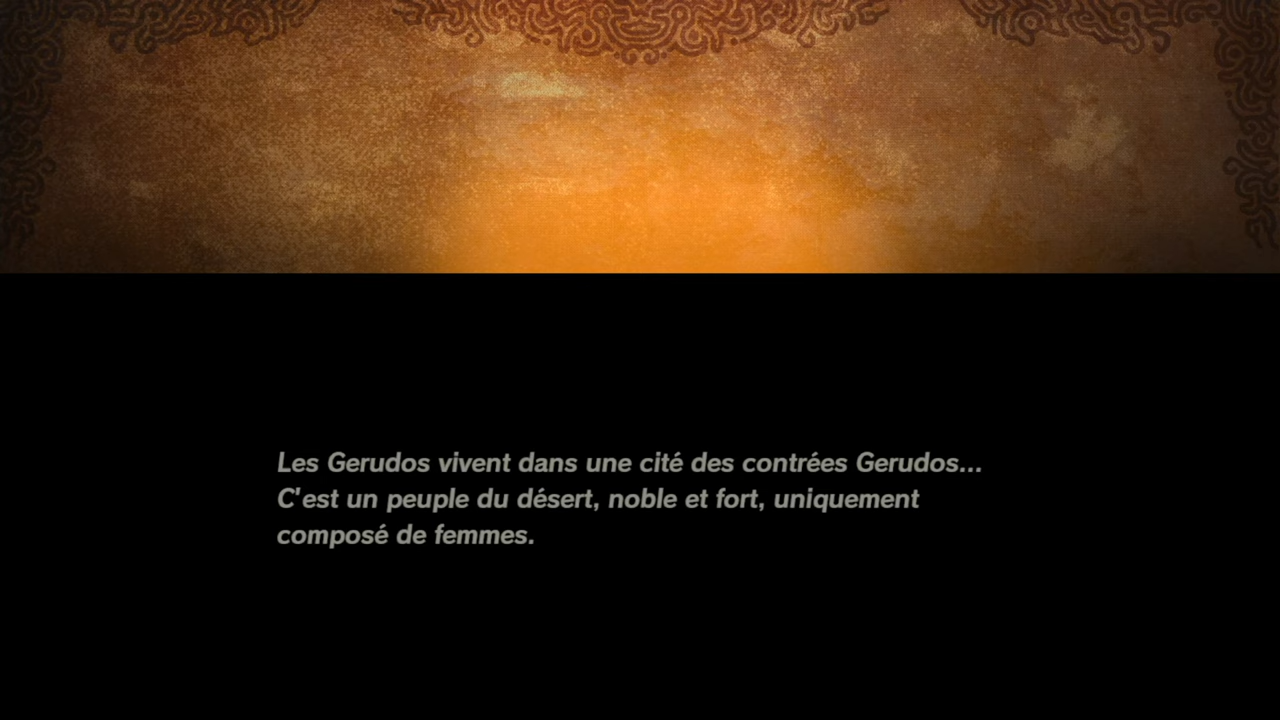 Les Gerudos vivent dans une cité des contrées Gerudos...
C'est un peuple du désert, noble et fort, uniquement
composé de femmes.